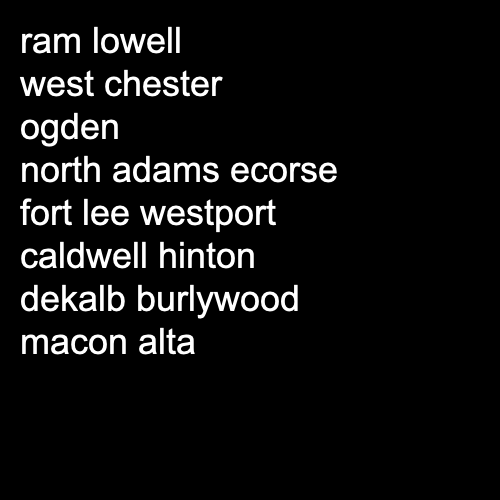 ram lowell
west chester
ogden
north adams ecorse
fort lee westport
caldwell hinton
dekalb burlywood
macon alta